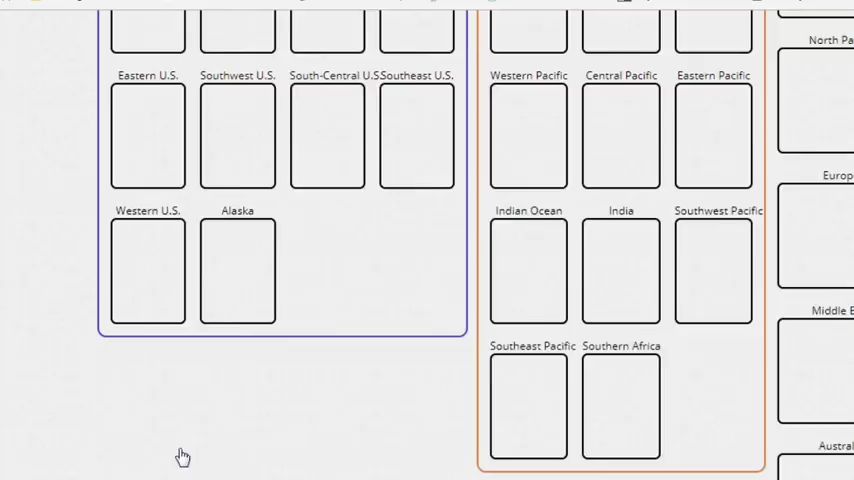 North Pa
Eastern U.S. Southwest U.S. South-Central U.S. Southeast U.S. Western Pacific Central Pacific Eastern Pacific
Europ
Western U.S. Alaska Indian Ocean India Southwest Pacific
Middle E
Southeast Pacific Southern Africa
Austral